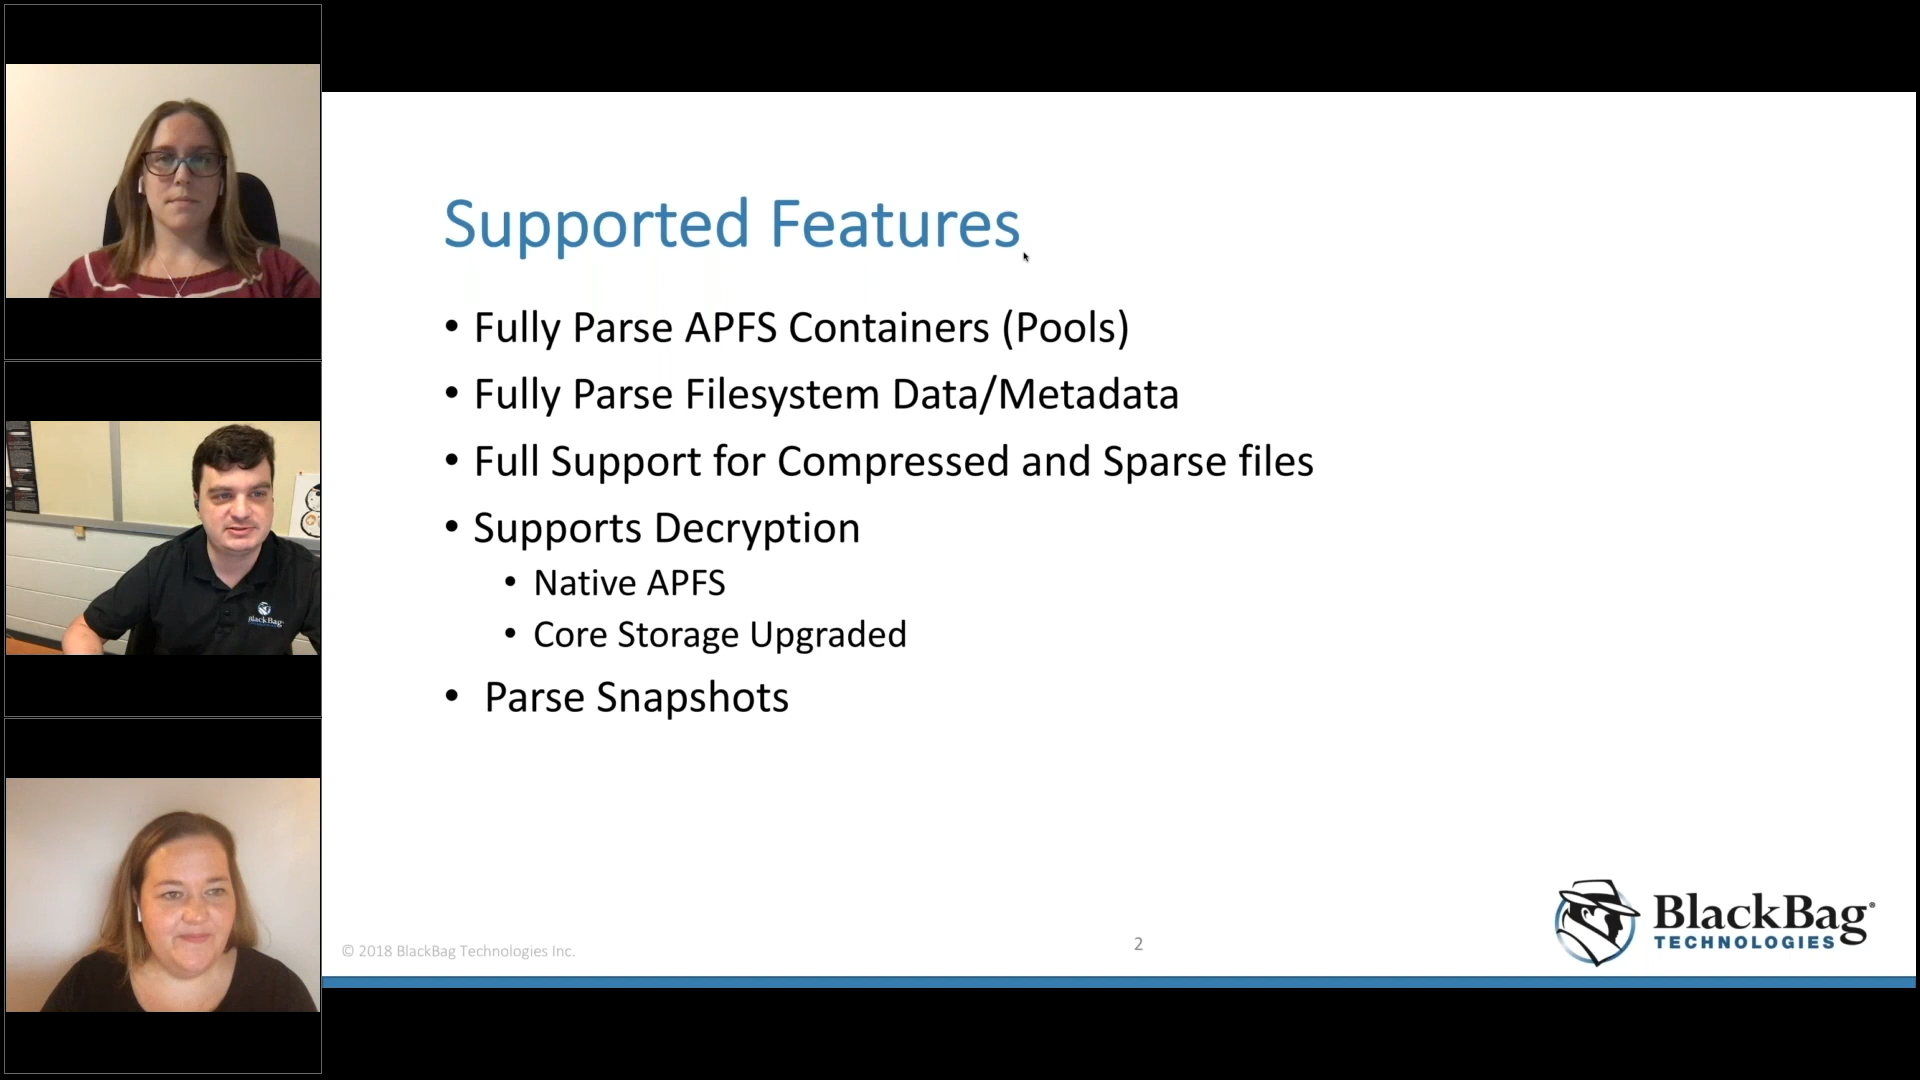 Supported Features
• Fully Parse APFS Containers (Pools)
• Fully Parse Filesystem Data/Metadata
• Full Support for Compressed and Sparse files
• Supports Decryption
• Native APFS
• Core Storage Upgraded
• Parse Snapshots
BlackBag
© 2018 BlackBag Technologies Inc.
2
BlackBag®
TECHNOLOGIES